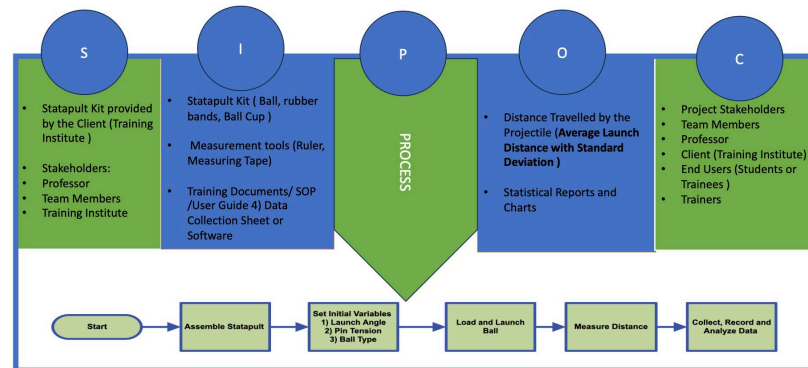 S
I
P
O
C
• Statapult Kit provided
by the Client (Training
Institute )
• Stakeholders:
• Professor
• Team Members
• Training Institute
• Statapult Kit ( Ball, rubber
bands, Ball Cup )
• Measurement tools (Ruler,
Measuring Tape)
• Training Documents/ SOP
/User Guide 4) Data
Collection Sheet or
Software
PROCESS
• Distance Travelled by the
Projectile (Average Launch
Distance with Standard
Deviation )
• Statistical Reports and
Charts
• Project Stakeholders
• Team Members
• Professor
• Client (Training Institute)
• End Users (Students or
Trainees )
• Trainers
Start
Assemble Statapult
Set Initial Variables
1) Launch Angle
2) Pin Tension
3) Ball Type
Load and Launch
Ball
Measure Distance
Collect, Record and
Analyze Data